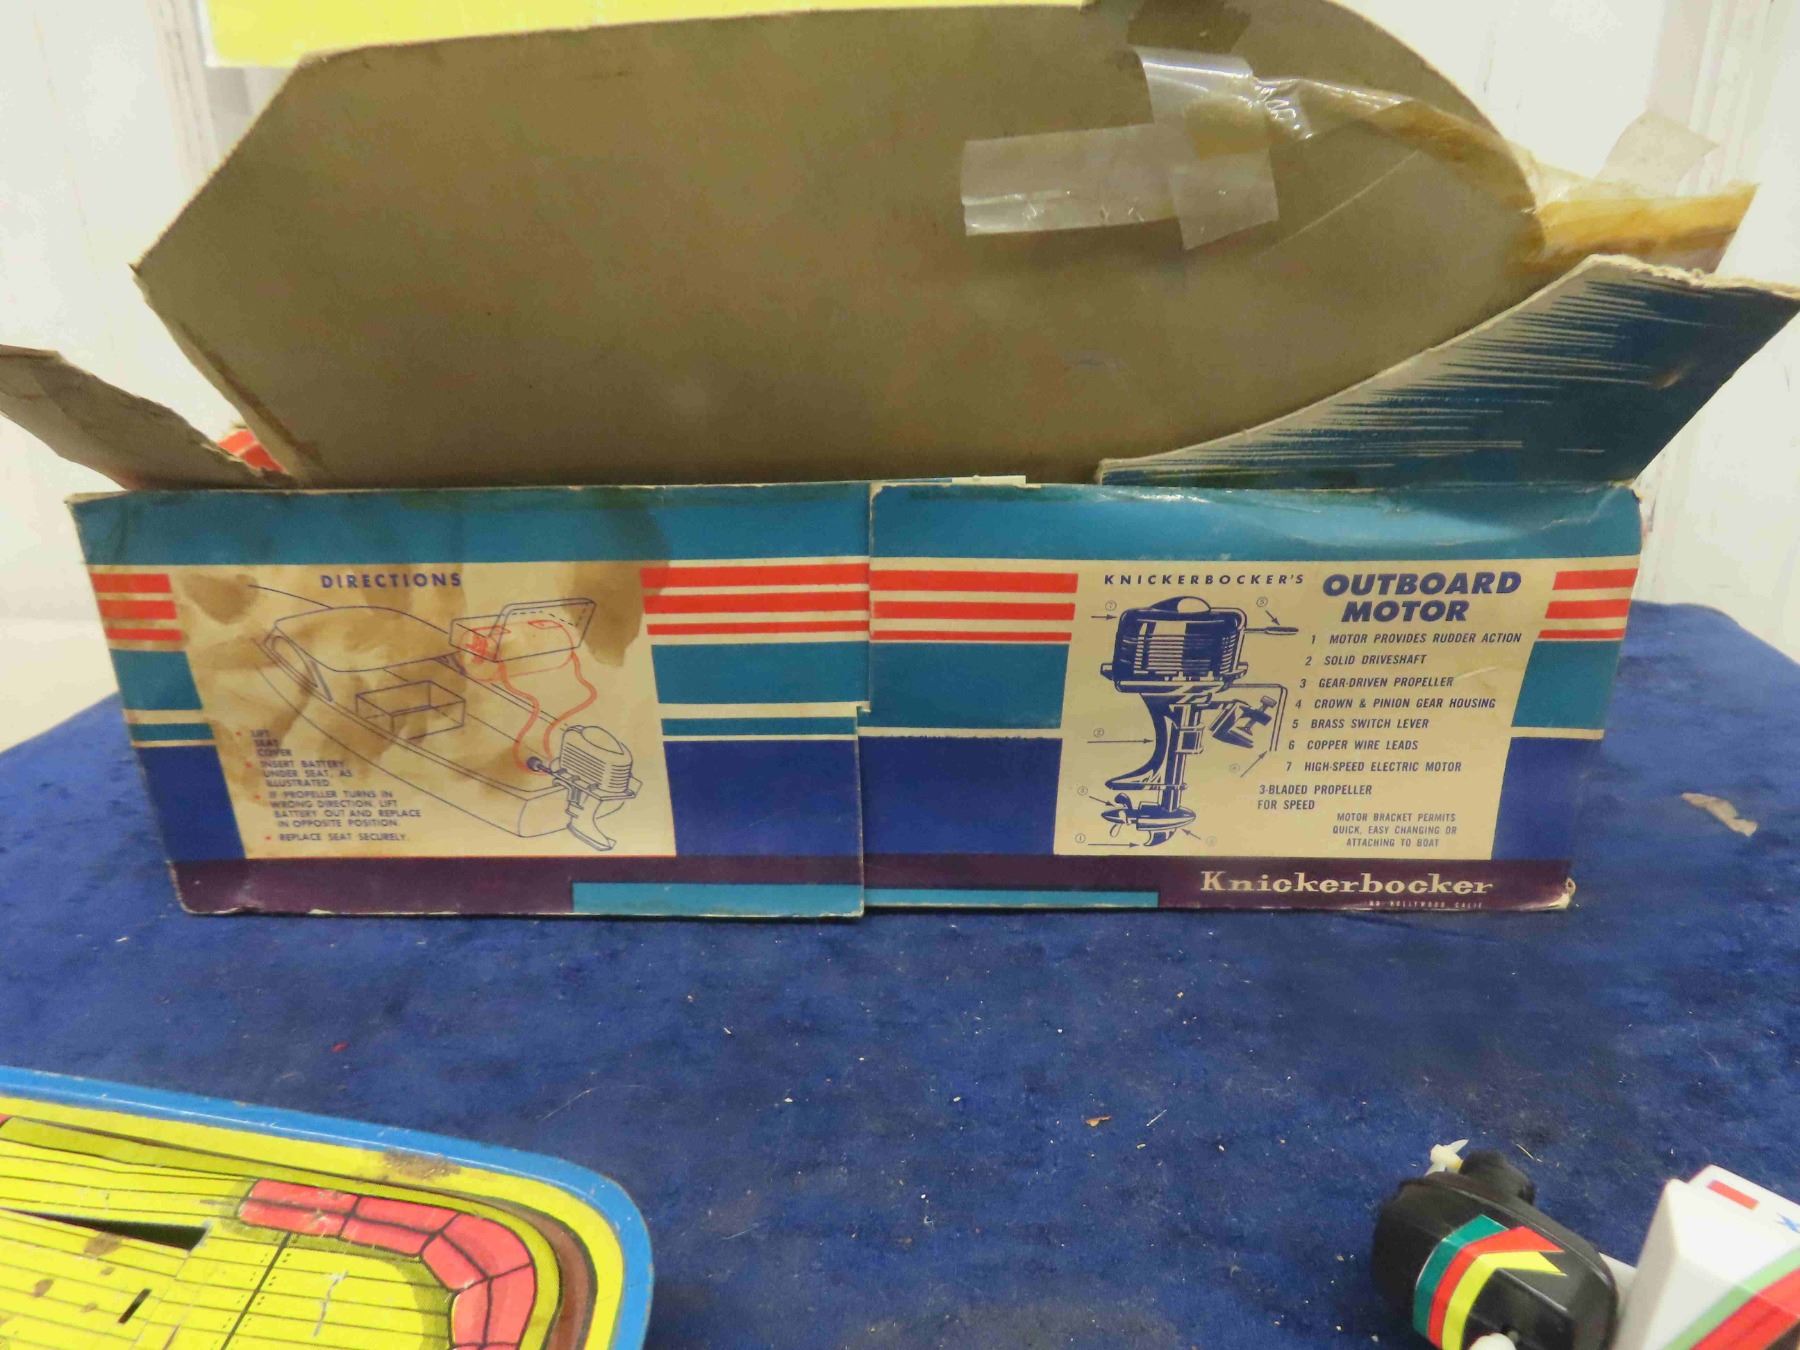 DIRECTIONS
LIFT
SEAT
COVER
INSERT BATTERY
UNDER SEAT, AS
ILLUSTRATED
IF PROPELLER TURNS IN
WRONG DIRECTION, LIFT
BATTERY OUT AND REPLACE
IN OPPOSITE POSITION.
REPLACE SEAT SECURELY.
KNICKERBOCKER'S OUTBOARD
MOTOR
1 MOTOR PROVIDES RUDDER ACTION
2 SOLID DRIVESHAFT
3 GEAR-DRIVEN PROPELLER
4 CROWN & PINION GEAR HOUSING
5 BRASS SWITCH LEVER
6 COPPER WIRE LEADS
7 HIGH-SPEED ELECTRIC MOTOR
3-BLADED PROPELLER
FOR SPEED
MOTOR BRACKET PERMITS
QUICK, EASY CHANGING OR
ATTACHING TO BOAT
Knickerbocker
HOLLYWOOD CALIF